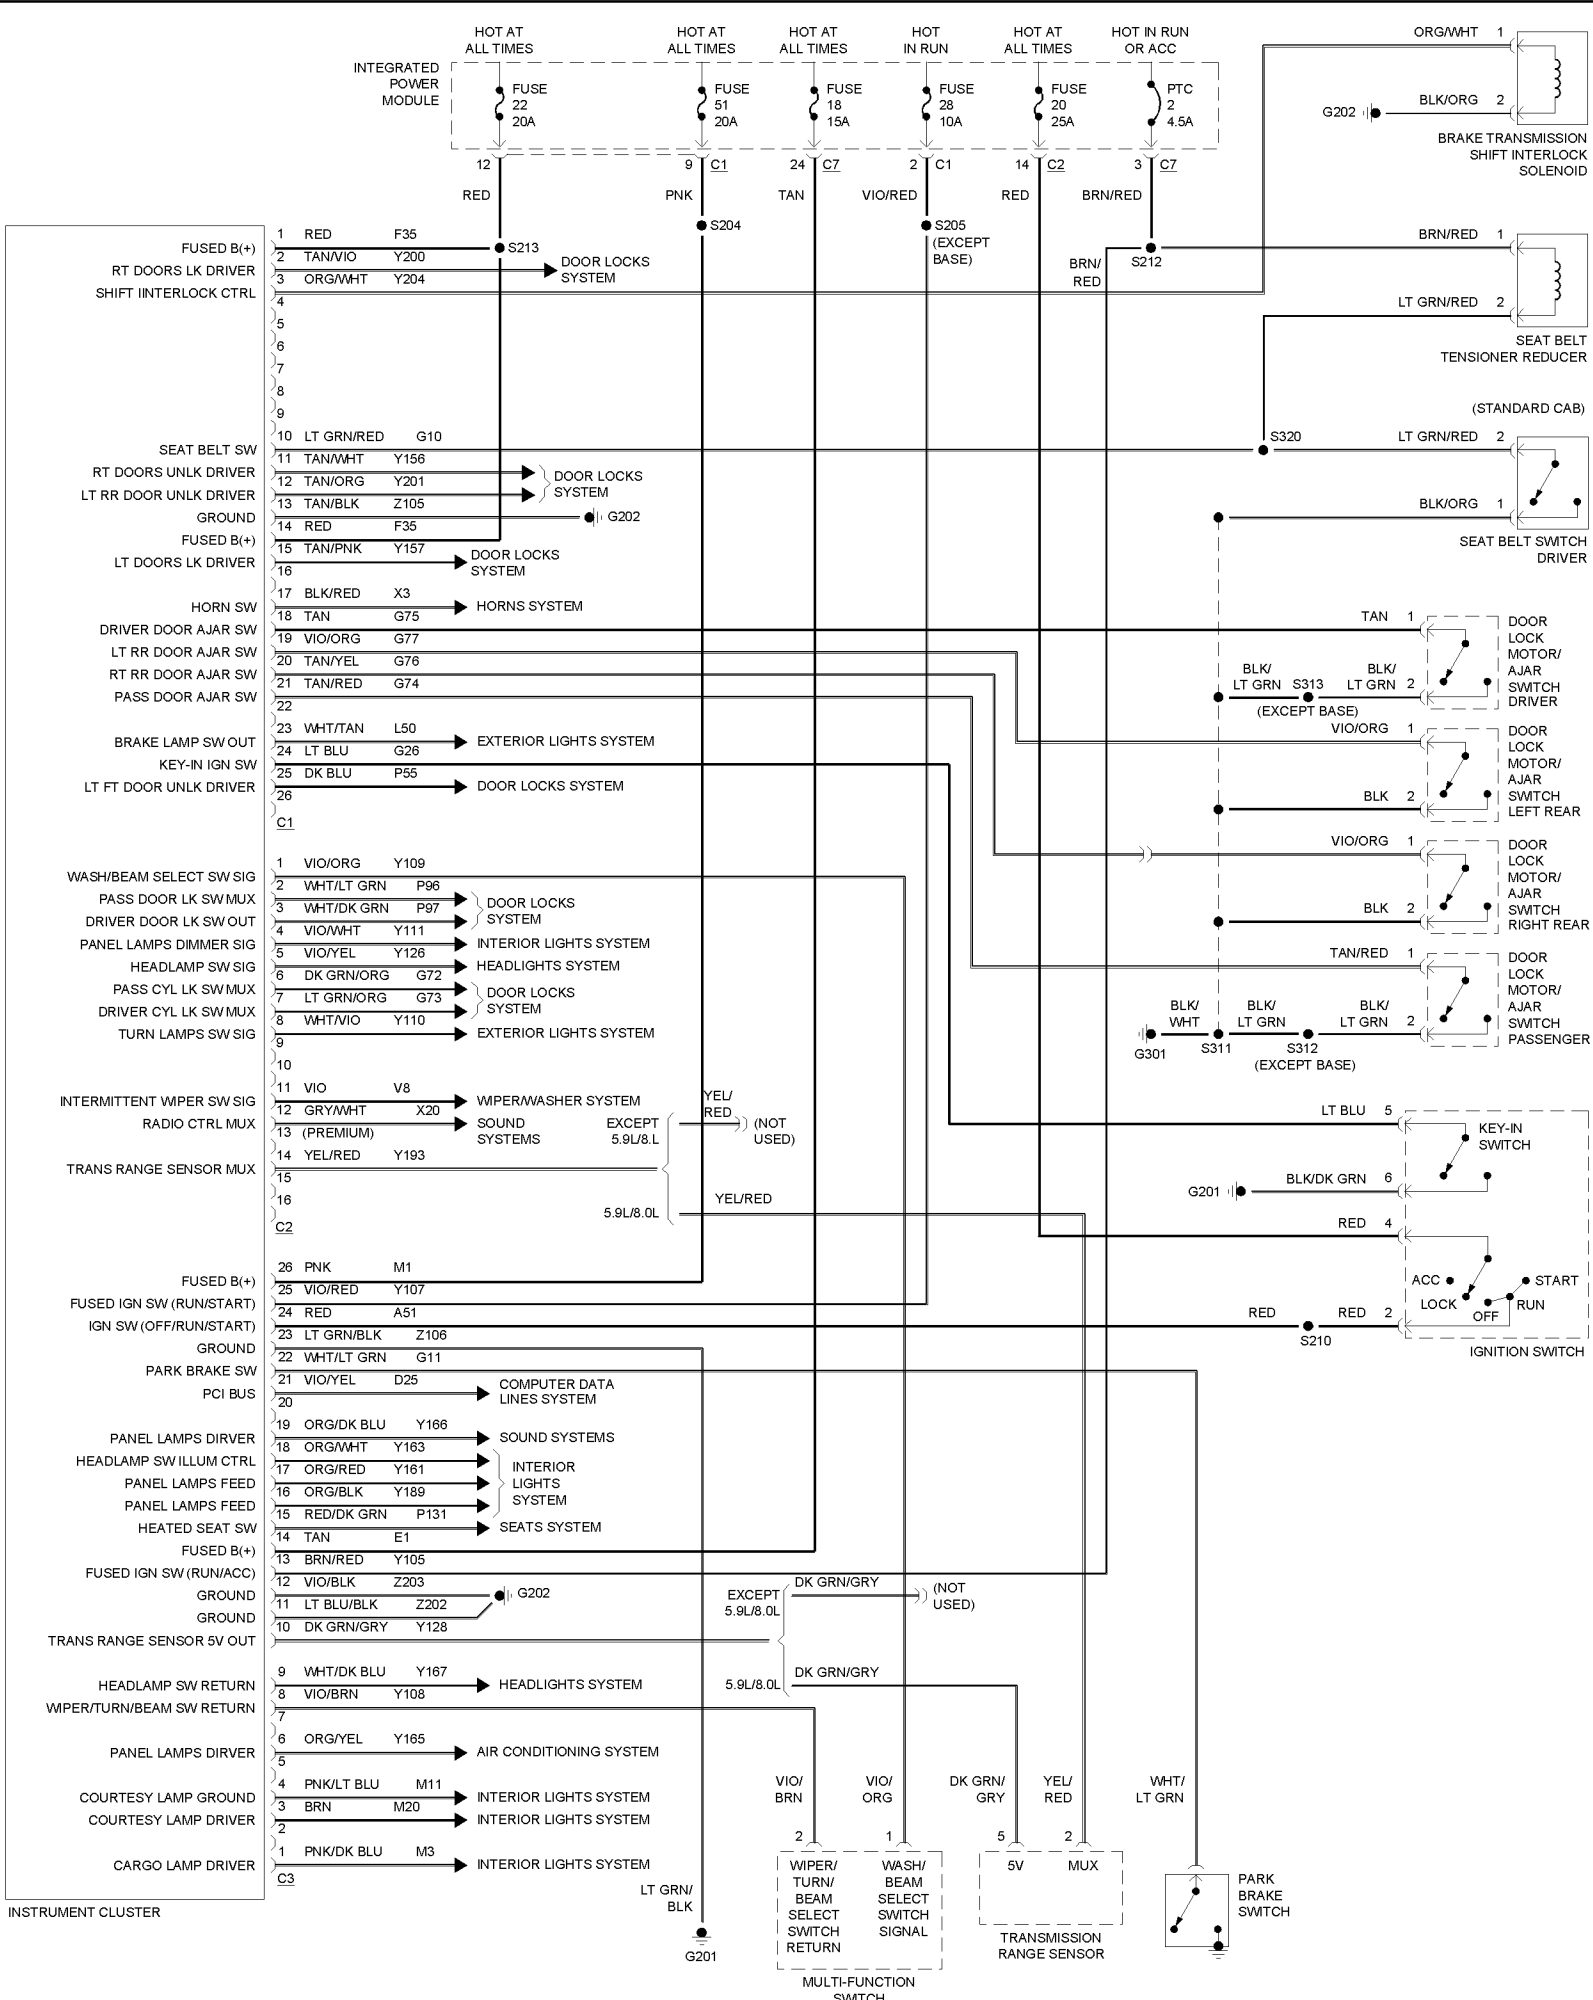 HOT AT
ALL TIMES
HOT AT
ALL TIMES
HOT AT
ALL TIMES
HOT
IN RUN
HOT AT
ALL TIMES
HOT IN RUN
OR ACC
INTEGRATED
POWER
MODULE
FUSE
22
20A
FUSE
51
20A
FUSE
18
15A
FUSE
28
10A
FUSE
20
25A
PTC
2
4.5A
12
9 C1
24 C7
2 C1
14 C2
3 C7
RED
PNK
TAN
VIO/RED
RED
BRN/RED
S204
S205
(EXCEPT
BASE)
S213
S212
BRN/
RED
ORG/WHT 1
G202
BLK/ORG 2
BRAKE TRANSMISSION
SHIFT INTERLOCK
SOLENOID
BRN/RED 1
LT GRN/RED 2
SEAT BELT
TENSIONER REDUCER
(STANDARD CAB)
S320
LT GRN/RED 2
BLK/ORG 1
SEAT BELT SWITCH
DRIVER
1 RED F35
FUSED B(+)
2 TAN/VIO Y200
RT DOORS LK DRIVER
DOOR LOCKS
SYSTEM
3 ORG/WHT Y204
SHIFT IINTERLOCK CTRL
4
5
6
7
8
9
10 LT GRN/RED G10
SEAT BELT SW
11 TAN/WHT Y156
RT DOORS UNLK DRIVER
12 TAN/ORG Y201
LT RR DOOR UNLK DRIVER
DOOR LOCKS
SYSTEM
13 TAN/BLK Z105
GROUND
G202
14 RED F35
FUSED B(+)
15 TAN/PNK Y157
LT DOORS LK DRIVER
DOOR LOCKS
SYSTEM
16
17 BLK/RED X3
HORN SW
HORNS SYSTEM
18 TAN G75
DRIVER DOOR AJAR SW
19 VIO/ORG G77
LT RR DOOR AJAR SW
20 TAN/YEL G76
RT RR DOOR AJAR SW
21 TAN/RED G74
PASS DOOR AJAR SW
22
23 WHT/TAN L50
BRAKE LAMP SW OUT
EXTERIOR LIGHTS SYSTEM
24 LT BLU G26
KEY-IN IGN SW
25 DK BLU P55
LT FT DOOR UNLK DRIVER
DOOR LOCKS SYSTEM
26
C1
TAN 1
BLK/
LT GRN
S313
BLK/
LT GRN 2
(EXCEPT BASE)
DOOR
LOCK
MOTOR/
AJAR
SWITCH
DRIVER
VIO/ORG 1
BLK 2
DOOR
LOCK
MOTOR/
AJAR
SWITCH
LEFT REAR
VIO/ORG 1
BLK 2
DOOR
LOCK
MOTOR/
AJAR
SWITCH
RIGHT REAR
TAN/RED 1
BLK/
WHT
BLK/
LT GRN
BLK/
LT GRN 2
G301
S311
S312
(EXCEPT BASE)
DOOR
LOCK
MOTOR/
AJAR
SWITCH
PASSENGER
1 VIO/ORG Y109
WASH/BEAM SELECT SW SIG
2 WHT/LT GRN P96
PASS DOOR LK SW MUX
3 WHT/DK GRN P97
DRIVER DOOR LK SW OUT
DOOR LOCKS
SYSTEM
4 VIO/WHT Y111
PANEL LAMPS DIMMER SIG
INTERIOR LIGHTS SYSTEM
5 VIO/YEL Y126
HEADLAMP SW SIG
HEADLIGHTS SYSTEM
6 DK GRN/ORG G72
PASS CYL LK SW MUX
7 LT GRN/ORG G73
DRIVER CYL LK SW MUX
DOOR LOCKS
SYSTEM
8 WHT/VIO Y110
TURN LAMPS SW SIG
EXTERIOR LIGHTS SYSTEM
9
10
11 VIO V8
INTERMITTENT WIPER SW SIG
WIPER/WASHER SYSTEM
12 GRY/WHT X20
RADIO CTRL MUX
SOUND
SYSTEMS
13 (PREMIUM)
14 YEL/RED Y193
TRANS RANGE SENSOR MUX
15
16
C2
EXCEPT
5.9L/8.L
YEL/
RED
(NOT
USED)
YEL/RED
5.9L/8.0L
LT BLU 5
KEY-IN
SWITCH
G201
BLK/DK GRN 6
RED 4
ACC
LOCK
OFF
RUN
START
RED
S210
RED 2
IGNITION SWITCH
26 PNK M1
FUSED B(+)
25 VIO/RED Y107
FUSED IGN SW (RUN/START)
24 RED A51
IGN SW (OFF/RUN/START)
23 LT GRN/BLK Z106
GROUND
22 WHT/LT GRN G11
PARK BRAKE SW
21 VIO/YEL D25
PCI BUS
COMPUTER DATA
LINES SYSTEM
20
19 ORG/DK BLU Y166
PANEL LAMPS DIRVER
SOUND SYSTEMS
18 ORG/WHT Y163
HEADLAMP SW ILLUM CTRL
17 ORG/RED Y161
PANEL LAMPS FEED
16 ORG/BLK Y189
PANEL LAMPS FEED
INTERIOR
LIGHTS
SYSTEM
15 RED/DK GRN P131
HEATED SEAT SW
SEATS SYSTEM
14 TAN E1
FUSED B(+)
13 BRN/RED Y105
FUSED IGN SW (RUN/ACC)
12 VIO/BLK Z203
GROUND
G202
11 LT BLU/BLK Z202
GROUND
10 DK GRN/GRY Y128
TRANS RANGE SENSOR 5V OUT
EXCEPT
5.9L/8.0L
DK GRN/GRY
(NOT
USED)
DK GRN/GRY
5.9L/8.0L
9 WHT/DK BLU Y167
HEADLAMP SW RETURN
HEADLIGHTS SYSTEM
8 VIO/BRN Y108
WIPER/TURN/BEAM SW RETURN
7
6 ORG/YEL Y165
PANEL LAMPS DIRVER
AIR CONDITIONING SYSTEM
5
4 PNK/LT BLU M11
COURTESY LAMP GROUND
INTERIOR LIGHTS SYSTEM
3 BRN M20
COURTESY LAMP DRIVER
INTERIOR LIGHTS SYSTEM
2
1 PNK/DK BLU M3
CARGO LAMP DRIVER
INTERIOR LIGHTS SYSTEM
C3
INSTRUMENT CLUSTER
LT GRN/
BLK
G201
VIO/
BRN
VIO/
ORG
DK GRN/
GRY
YEL/
RED
WHT/
LT GRN
2
1
5
2
WIPER/
TURN/
BEAM
SELECT
SWITCH
RETURN
WASH/
BEAM
SELECT
SWITCH
SIGNAL
MULTI-FUNCTION
SWITCH
5V
MUX
TRANSMISSION
RANGE SENSOR
PARK
BRAKE
SWITCH